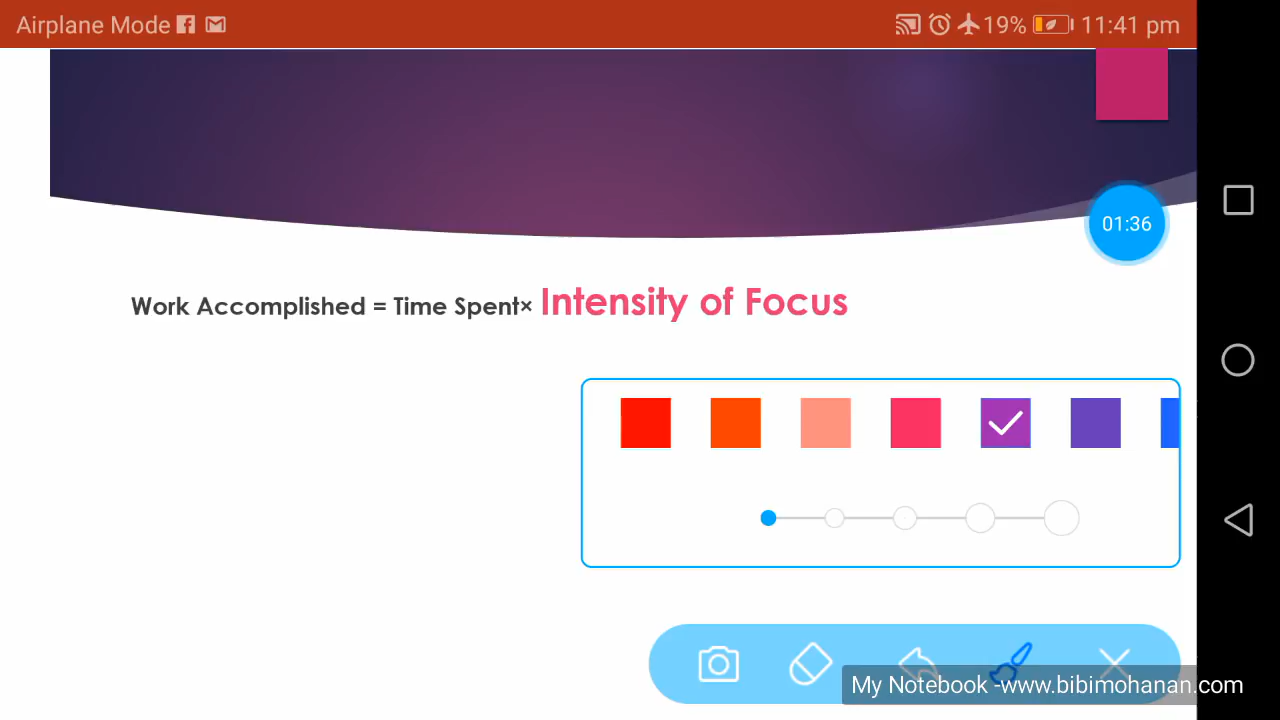 Airplane Mode 19% 11:41 pm
01:36
Work Accomplished = Time Spent× Intensity of Focus
My Notebook -www.bibimohanan.com